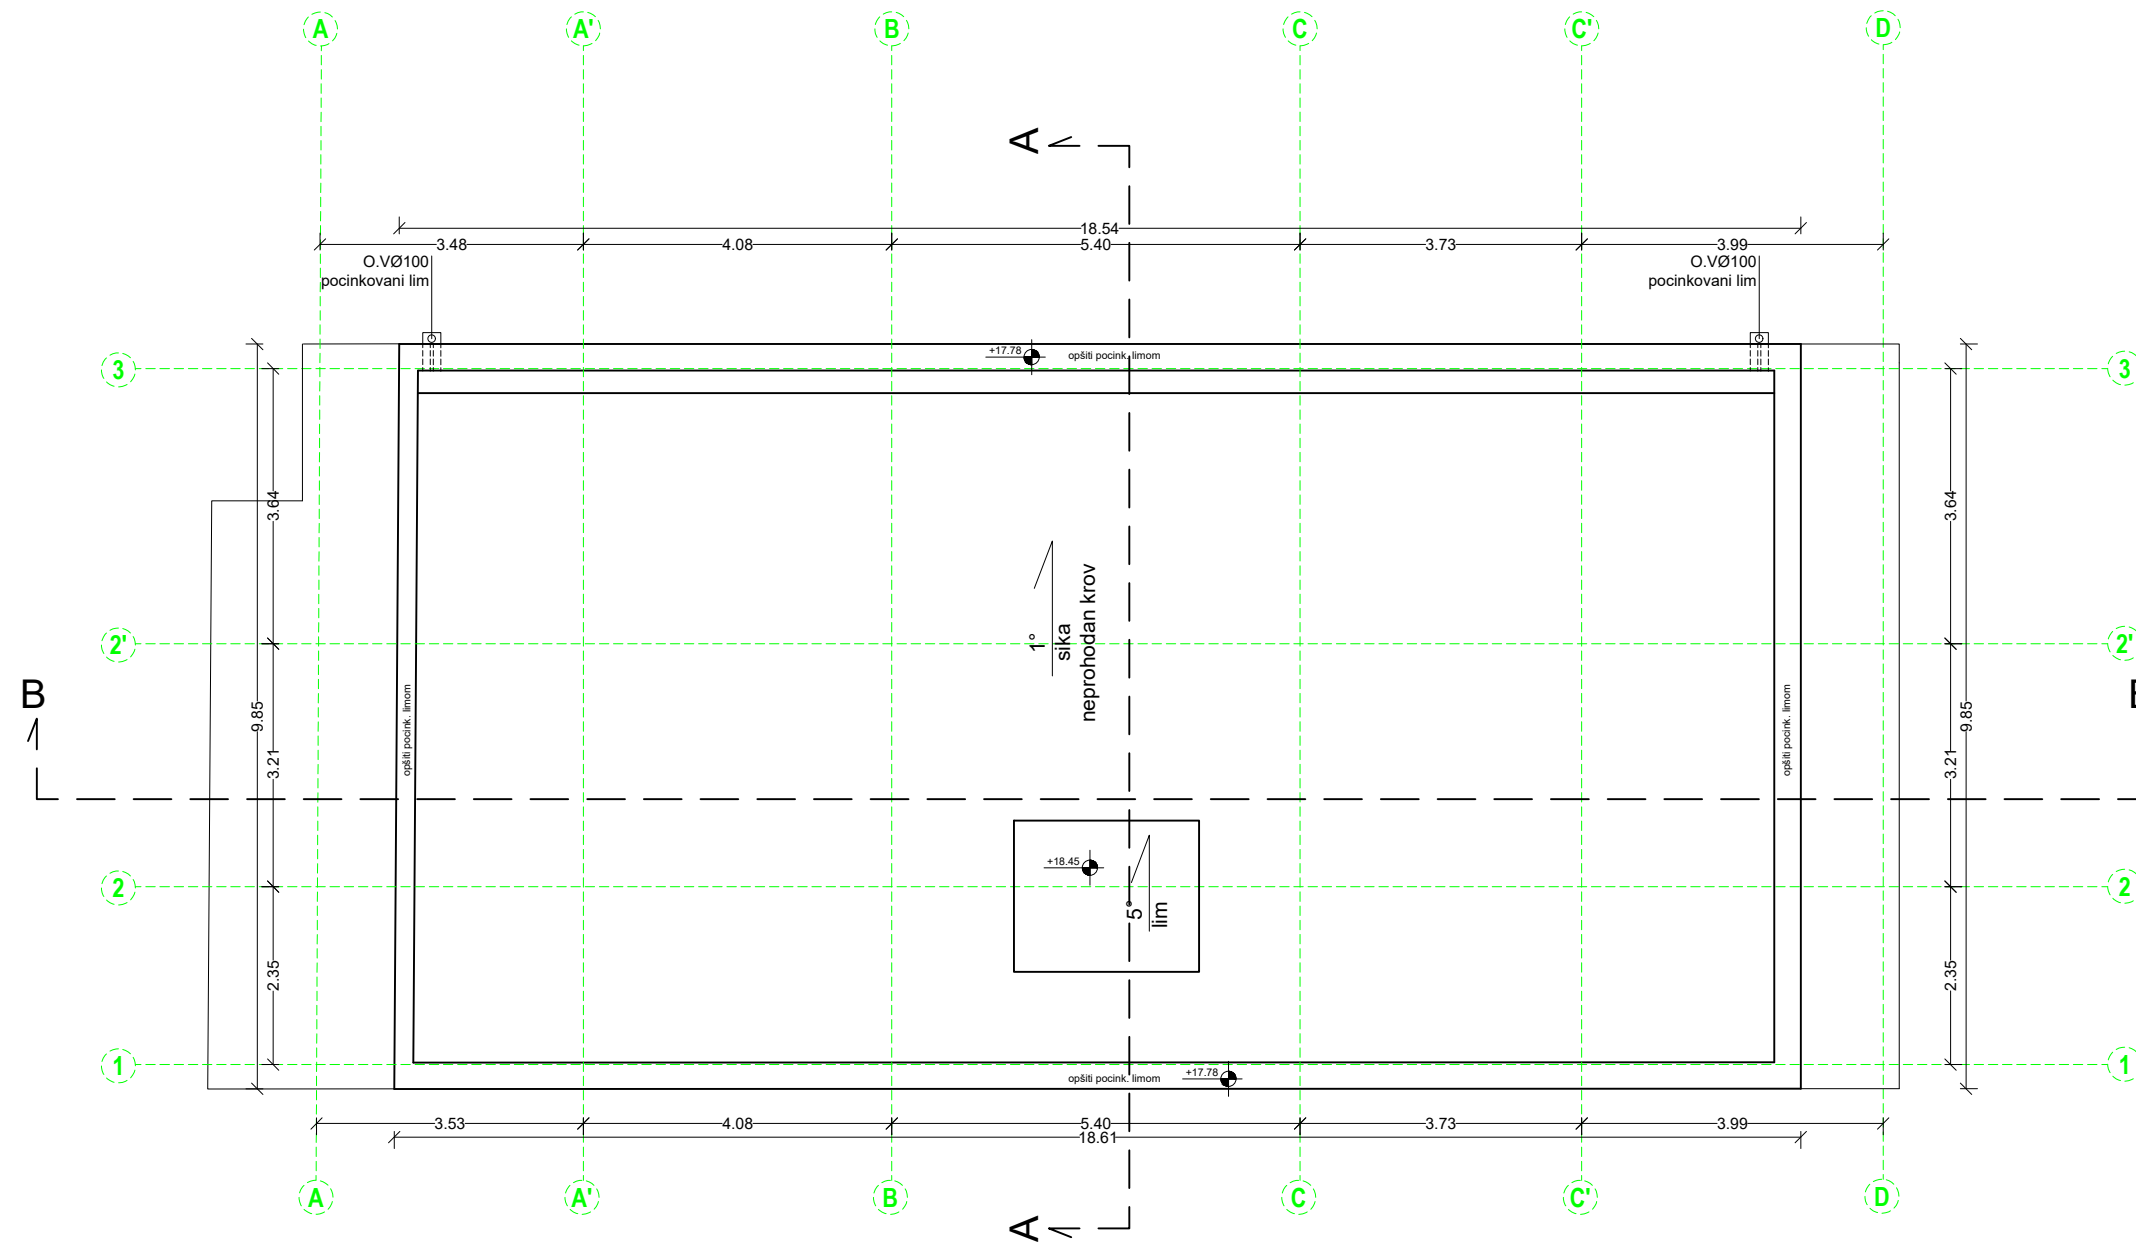 A A' B C C' D
A
18.54
3.48 4.08 5.40 3.73 3.99
O.VØ100
pocinkovani lim
O.VØ100
pocinkovani lim
+17.78
opšiti pocink. limom
3 3
3.64 3.64
1°
sika
neprohodan krov
2' 2'
B
opšiti pocink. limom
opšiti pocink. limom
9.85 9.85
3.21 3.21
+18.45
5°
lim
2 2
2.35 2.35
1 1
opšiti pocink. limom
+17.78
3.53 4.08 5.40 3.73 3.99
18.61
A A' B C C' D
A